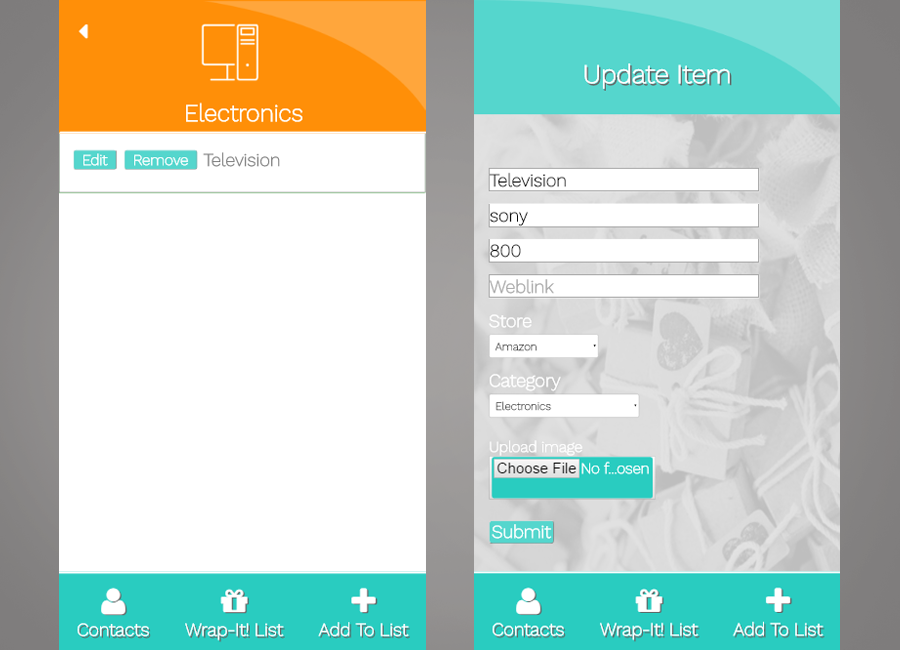 Electronics
Edit Remove Television
Contacts Wrap-It! List Add To List
Update Item
Television
sony
800
Weblink
Store
Amazon
Category
Electronics
Upload image
Choose File No f...osen
Submit
Contacts Wrap-It! List Add To List